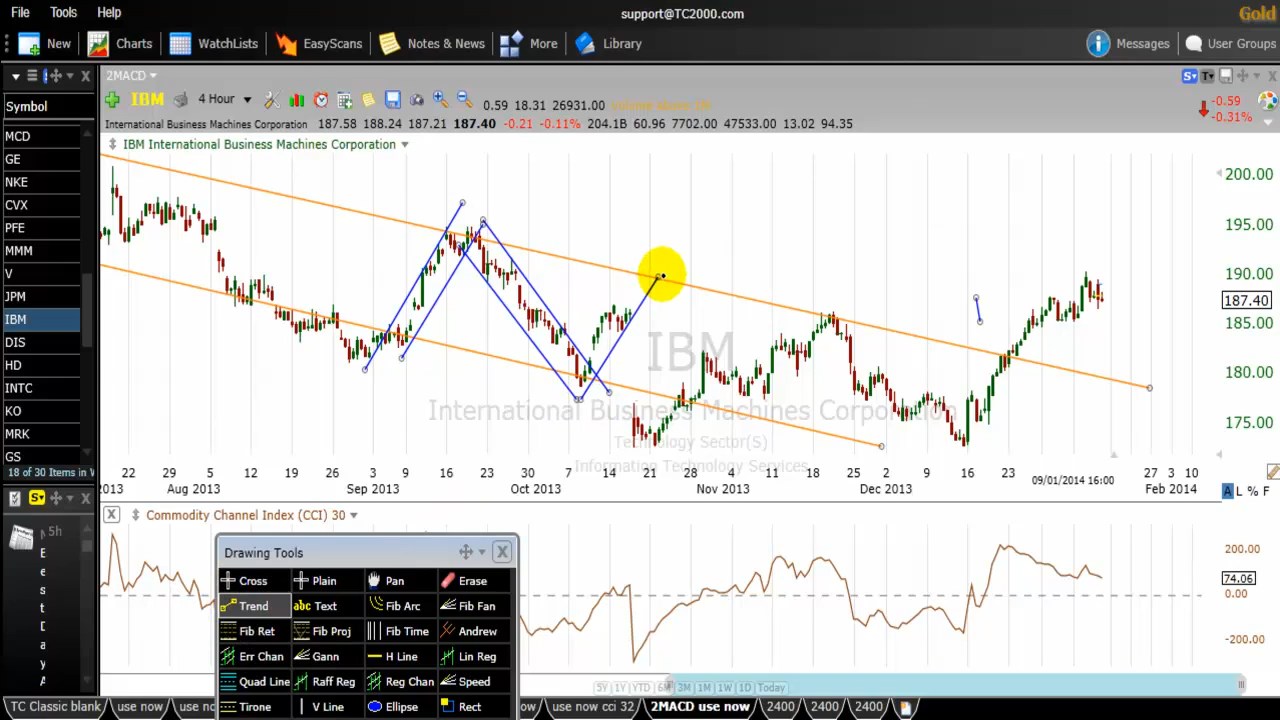 File Tools Help support@TC2000.com Gold
New Charts WatchLists EasyScans Notes & News More Library Messages User Groups
2MACD
IBM 4 Hour 0.59 18.31 26931.00
-0.59
-0.31%
International Business Machines Corporation 187.58 188.24 187.21 187.40 -0.21 -0.11% 204.1B 60.96 7702.00 47533.00 13.02 94.35
IBM International Business Machines Corporation
Symbol
MCD
GE
NKE
CVX
PFE
MMM
V
JPM
IBM
DIS
HD
INTC
KO
MRK
GS
18 of 30 Items in W
200.00
195.00
190.00
187.40
185.00
180.00
175.00
IBM
International Business Machines Corporation
Technology Sector(S)
Information Technology Services
22 29 5 12 19 26 3 9 16 23 30 7 14 21 28 4 11 18 25 2 9 16 23 27 3 10
2013 Aug 2013 Sep 2013 Oct 2013 Nov 2013 Dec 2013 09/01/2014 16:00 Feb 2014
A L % F
Commodity Channel Index (CCI) 30
200.00
74.06
0.00
-200.00
S
5h
E
e
s
t
D
a
y
A
Drawing Tools
Cross Plain Pan Erase
Trend abc Text Fib Arc Fib Fan
Fib Ret Fib Proj Fib Time Andrew
Err Chan Gann H Line Lin Reg
Quad Line Raff Reg Reg Chan Speed
Tirone V Line Ellipse Rect
5Y 1Y YTD 6M 3M 1M 1W 1D Today
TC Classic blank use now use no ow use now cci 32 2MACD use now 2400 2400 2400